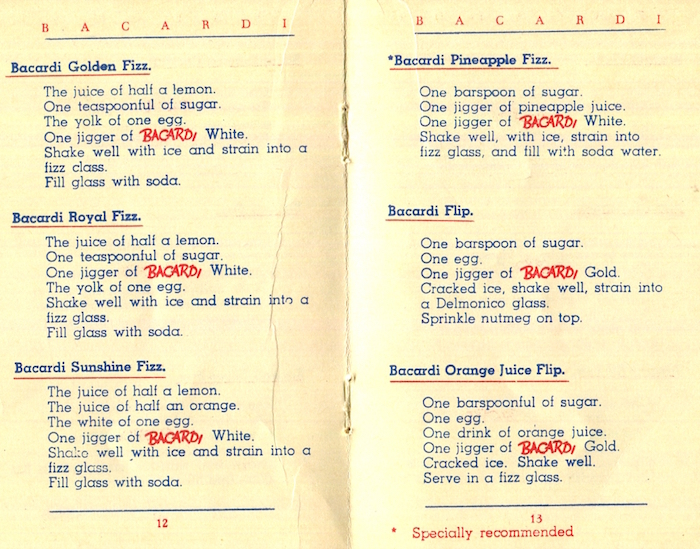 BACARDI
Bacardi Golden Fizz.
The juice of half a lemon.
One teaspoonful of sugar.
The yolk of one egg.
One jigger of BACARDI White.
Shake well with ice and strain into a
fizz class.
Fill glass with soda.
Bacardi Royal Fizz.
The juice of half a lemon.
One teaspoonful of sugar.
One jigger of BACARDI White.
The yolk of one egg.
Shake well with ice and strain into a
fizz glass.
Fill glass with soda.
Bacardi Sunshine Fizz.
The juice of half a lemon.
The juice of half an orange.
The white of one egg.
One jigger of BACARDI White.
Shake well with ice and strain into a
fizz glass.
Fill glass with soda.
12
BACARDI
*Bacardi Pineapple Fizz.
One barspoon of sugar.
One jigger of pineapple juice.
One jigger of BACARDI White.
Shake well, with ice, strain into
fizz glass, and fill with soda water.
Bacardi Flip.
One barspoon of sugar.
One egg.
One jigger of BACARDI Gold.
Cracked ice, shake well, strain into
a Delmonico glass.
Sprinkle nutmeg on top.
Bacardi Orange Juice Flip.
One barspoonful of sugar.
One egg.
One drink of orange juice.
One jigger of BACARDI Gold.
Cracked ice. Shake well.
Serve in a fizz glass.
13
* Specially recommended